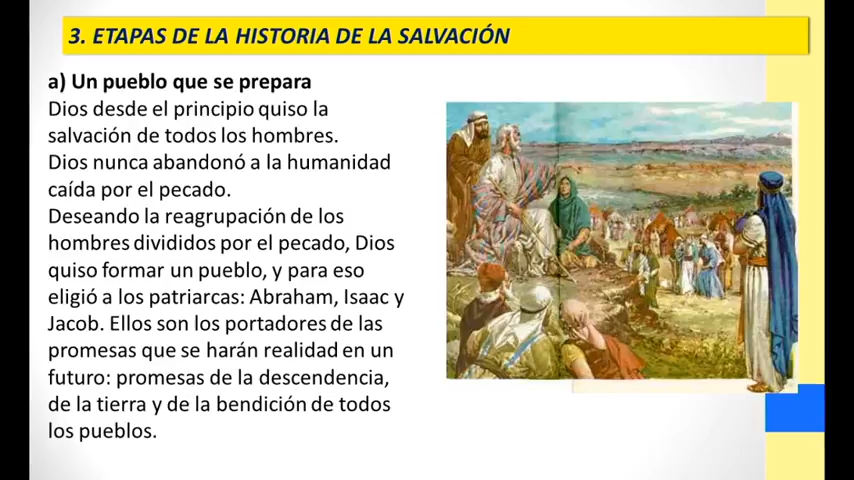 3. ETAPAS DE LA HISTORIA DE LA SALVACIÓN
a) Un pueblo que se prepara
Dios desde el principio quiso la
salvación de todos los hombres.
Dios nunca abandonó a la humanidad
caída por el pecado.
Deseando la reagrupación de los
hombres divididos por el pecado, Dios
quiso formar un pueblo, y para eso
eligió a los patriarcas: Abraham, Isaac y
Jacob. Ellos son los portadores de las
promesas que se harán realidad en un
futuro: promesas de la descendencia,
de la tierra y de la bendición de todos
los pueblos.